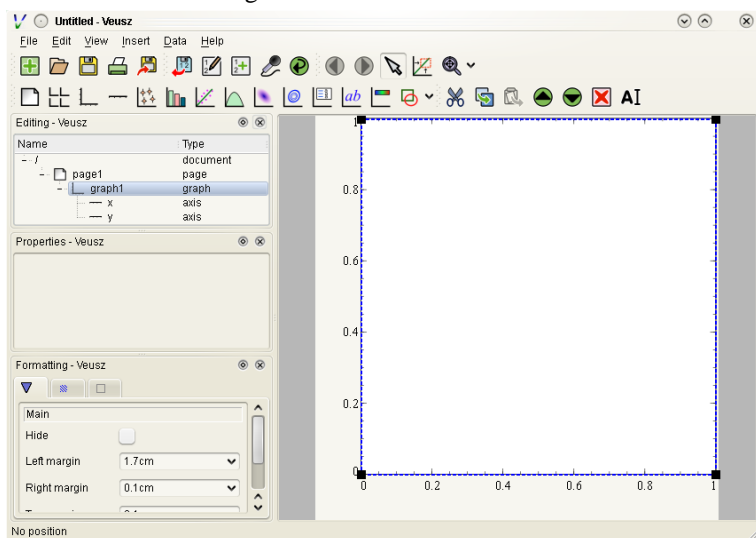 Untitled - Veusz
File Edit View Insert Data Help
ab
AI
Editing - Veusz
Name Type
/ document
page1 page
graph1 graph
x axis
y axis
Properties - Veusz
Formatting - Veusz
Main
Hide
Left margin 1.7cm
Right margin 0.1cm
No position
1
0.8
0.6
0.4
0.2
0
0 0.2 0.4 0.6 0.8 1